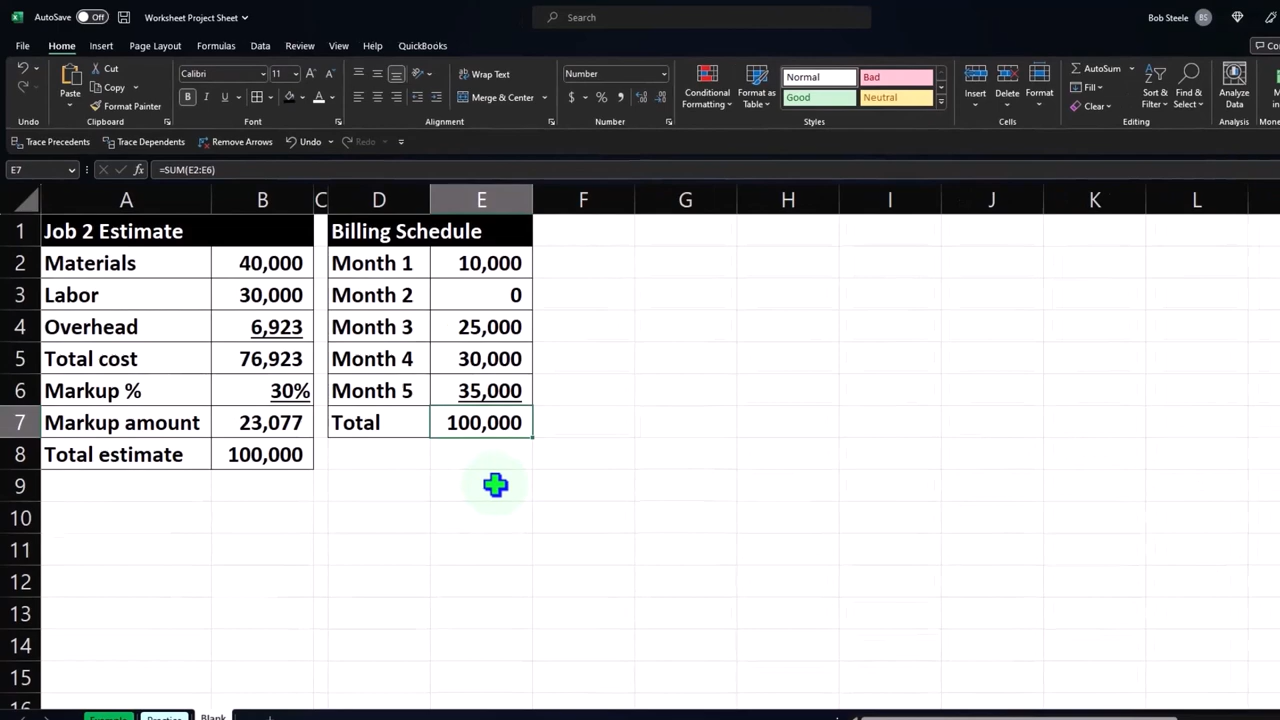 AutoSave Off Worksheet Project Sheet Search Bob Steele BS
File Home Insert Page Layout Formulas Data Review View Help QuickBooks
Paste Cut Copy Format Painter
Calibri 11 B I U
Wrap Text Merge & Center
Number $ %
Conditional Formatting Format as Table
Normal Bad Good Neutral
Insert Delete Format
AutoSum Fill Clear Sort & Filter Find & Select
Analyze Data
Undo Clipboard Font Alignment Number Styles Cells Editing Analysis
Trace Precedents Trace Dependents Remove Arrows Undo Redo
E7 fx =SUM(E2:E6)
A B C D E F G H I J K L
1 Job 2 Estimate Billing Schedule
2 Materials 40,000 Month 1 10,000
3 Labor 30,000 Month 2 0
4 Overhead 6,923 Month 3 25,000
5 Total cost 76,923 Month 4 30,000
6 Markup % 30% Month 5 35,000
7 Markup amount 23,077 Total 100,000
8 Total estimate 100,000
9
10
11
12
13
14
15
16
Example Practice Blank